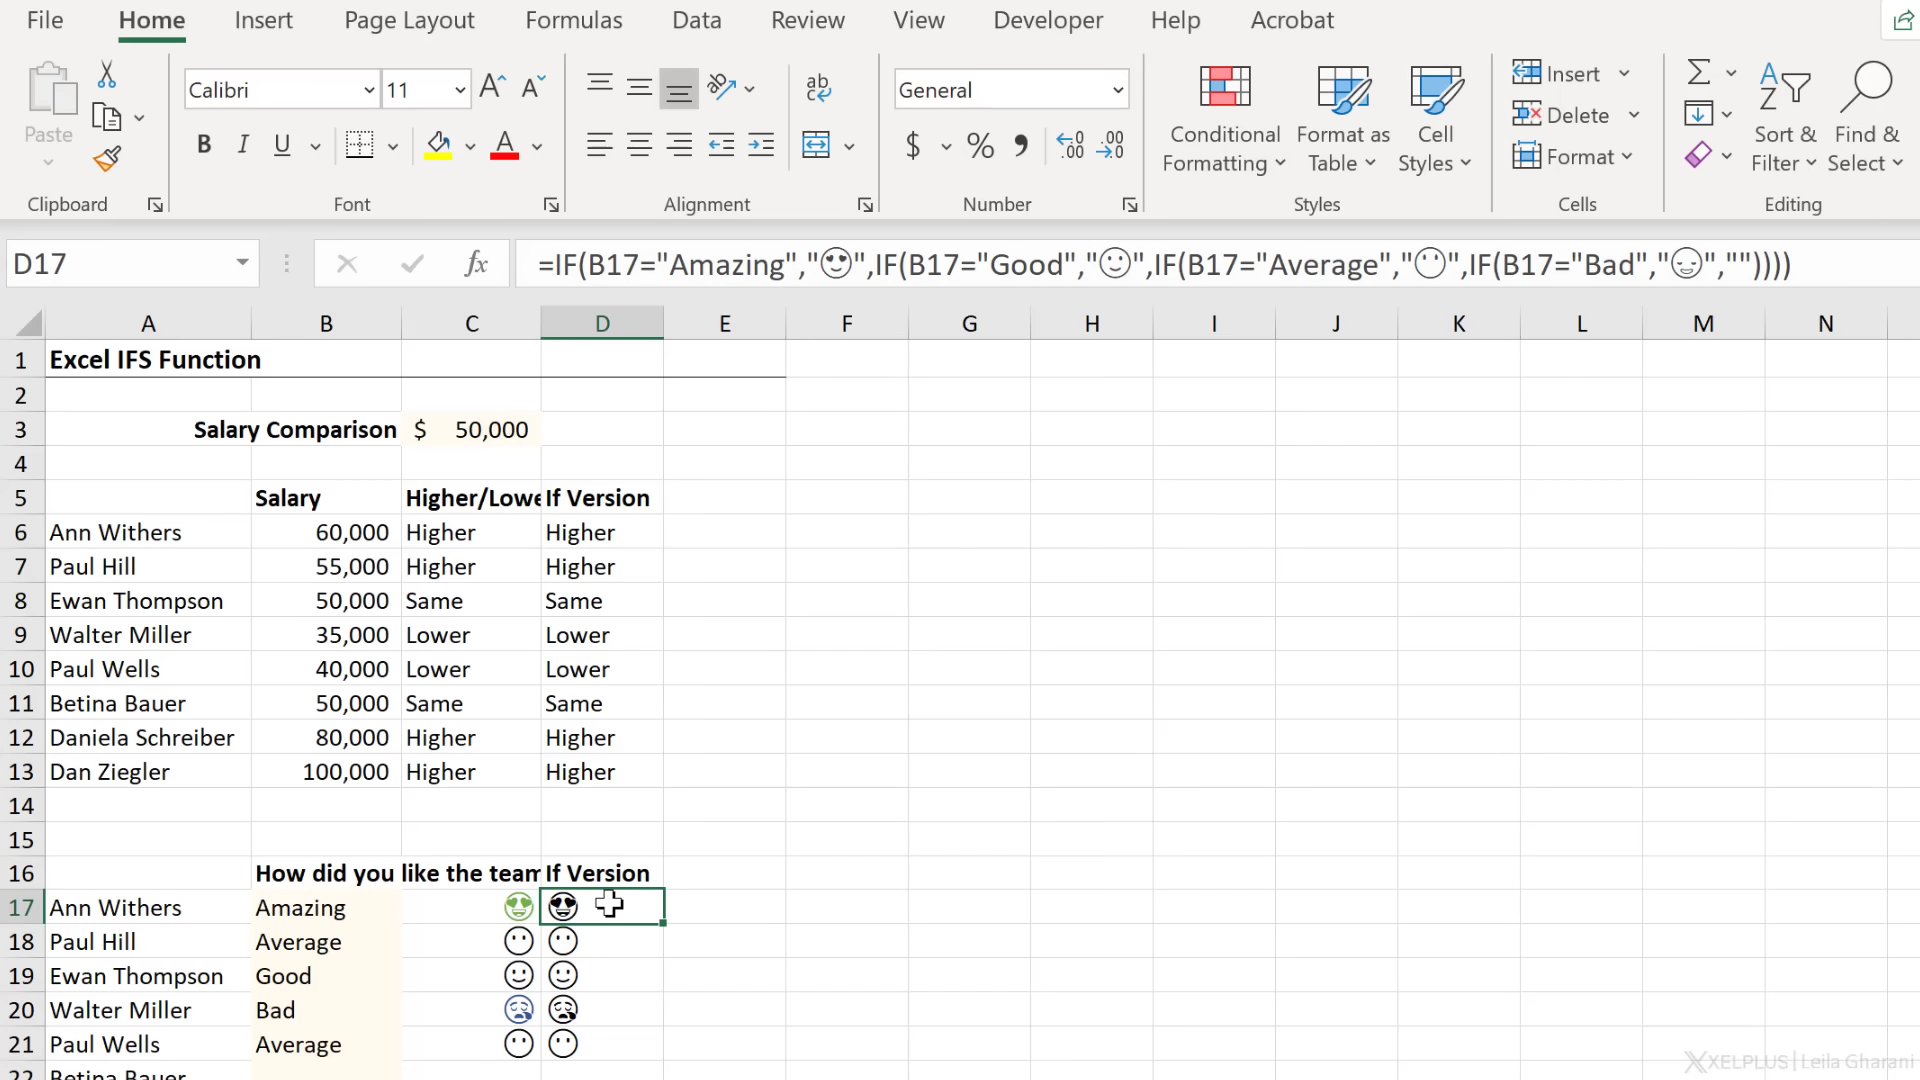 File Home Insert Page Layout Formulas Data Review View Developer Help Acrobat
Paste
Clipboard
Calibri 11
B I U
Font
ab
Alignment
General
$ % ,
Number
Conditional Formatting
Format as Table
Cell Styles
Styles
Insert
Delete
Format
Cells
Sort & Filter
Find & Select
Editing
D17 fx =IF(B17="Amazing","😍",IF(B17="Good","🙂",IF(B17="Average","😶",IF(B17="Bad","😪",""))))
A B C D E F G H I J K L M N
1 Excel IFS Function
2
3 Salary Comparison $ 50,000
4
5 Salary Higher/Lowe If Version
6 Ann Withers 60,000 Higher Higher
7 Paul Hill 55,000 Higher Higher
8 Ewan Thompson 50,000 Same Same
9 Walter Miller 35,000 Lower Lower
10 Paul Wells 40,000 Lower Lower
11 Betina Bauer 50,000 Same Same
12 Daniela Schreiber 80,000 Higher Higher
13 Dan Ziegler 100,000 Higher Higher
14
15
16 How did you like the team If Version
17 Ann Withers Amazing 😍 😍
18 Paul Hill Average 😶 😶
19 Ewan Thompson Good 🙂 🙂
20 Walter Miller Bad 😪 😪
21 Paul Wells Average 😶 😶
22 Betina Bauer
XELPLUS | Leila Gharani